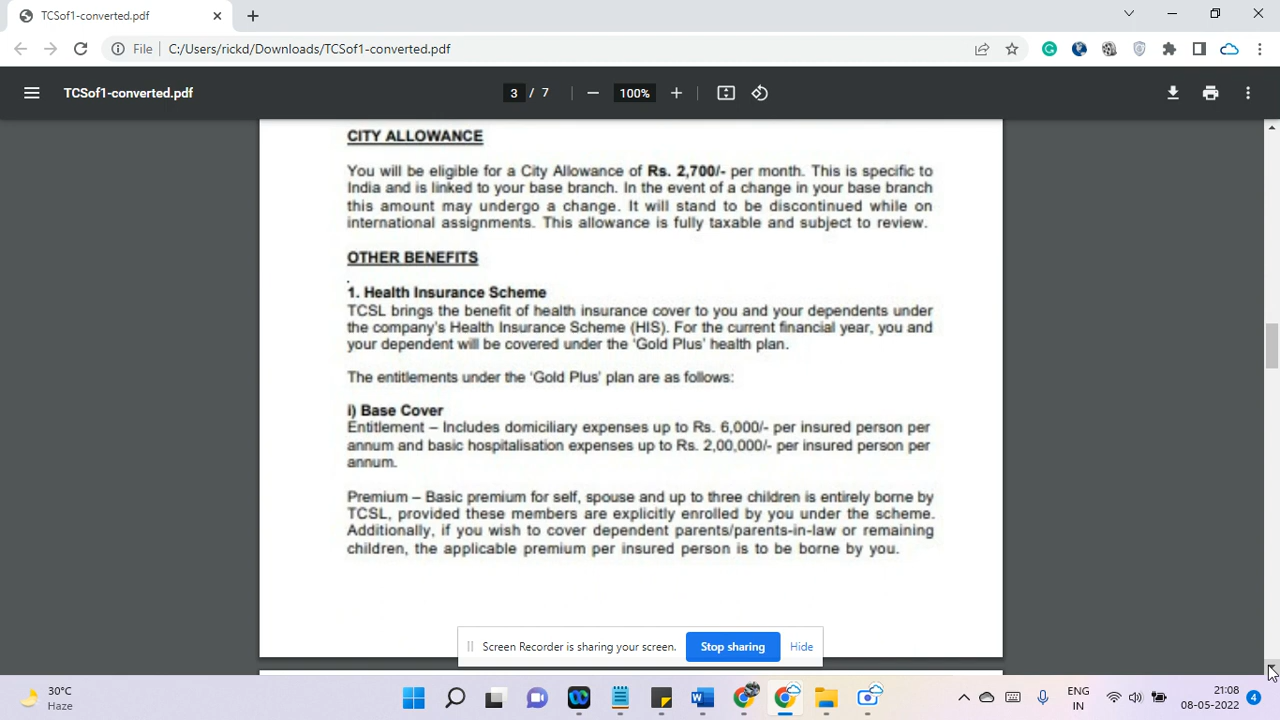 TCSof1-converted.pdf
File
C:/Users/rickd/Downloads/TCSof1-converted.pdf
TCSof1-converted.pdf
3 / 7
100%
CITY ALLOWANCE
You will be eligible for a City Allowance of Rs. 2,700/- per month. This is specific to
India and is linked to your base branch. In the event of a change in your base branch
this amount may undergo a change. It will stand to be discontinued while on
international assignments. This allowance is fully taxable and subject to review.
OTHER BENEFITS
1. Health Insurance Scheme
TCSL brings the benefit of health insurance cover to you and your dependents under
the company's Health Insurance Scheme (HIS). For the current financial year, you and
your dependent will be covered under the 'Gold Plus' health plan.
The entitlements under the 'Gold Plus' plan are as follows:
i) Base Cover
Entitlement – Includes domiciliary expenses up to Rs. 6,000/- per insured person per
annum and basic hospitalisation expenses up to Rs. 2,00,000/- per insured person per
annum.
Premium – Basic premium for self, spouse and up to three children is entirely borne by
TCSL, provided these members are explicitly enrolled by you under the scheme.
Additionally, if you wish to cover dependent parents/parents-in-law or remaining
children, the applicable premium per insured person is to be borne by you.
Screen Recorder is sharing your screen.
Stop sharing
Hide
30°C
Haze
ENG
IN
21:08
08-05-2022
4